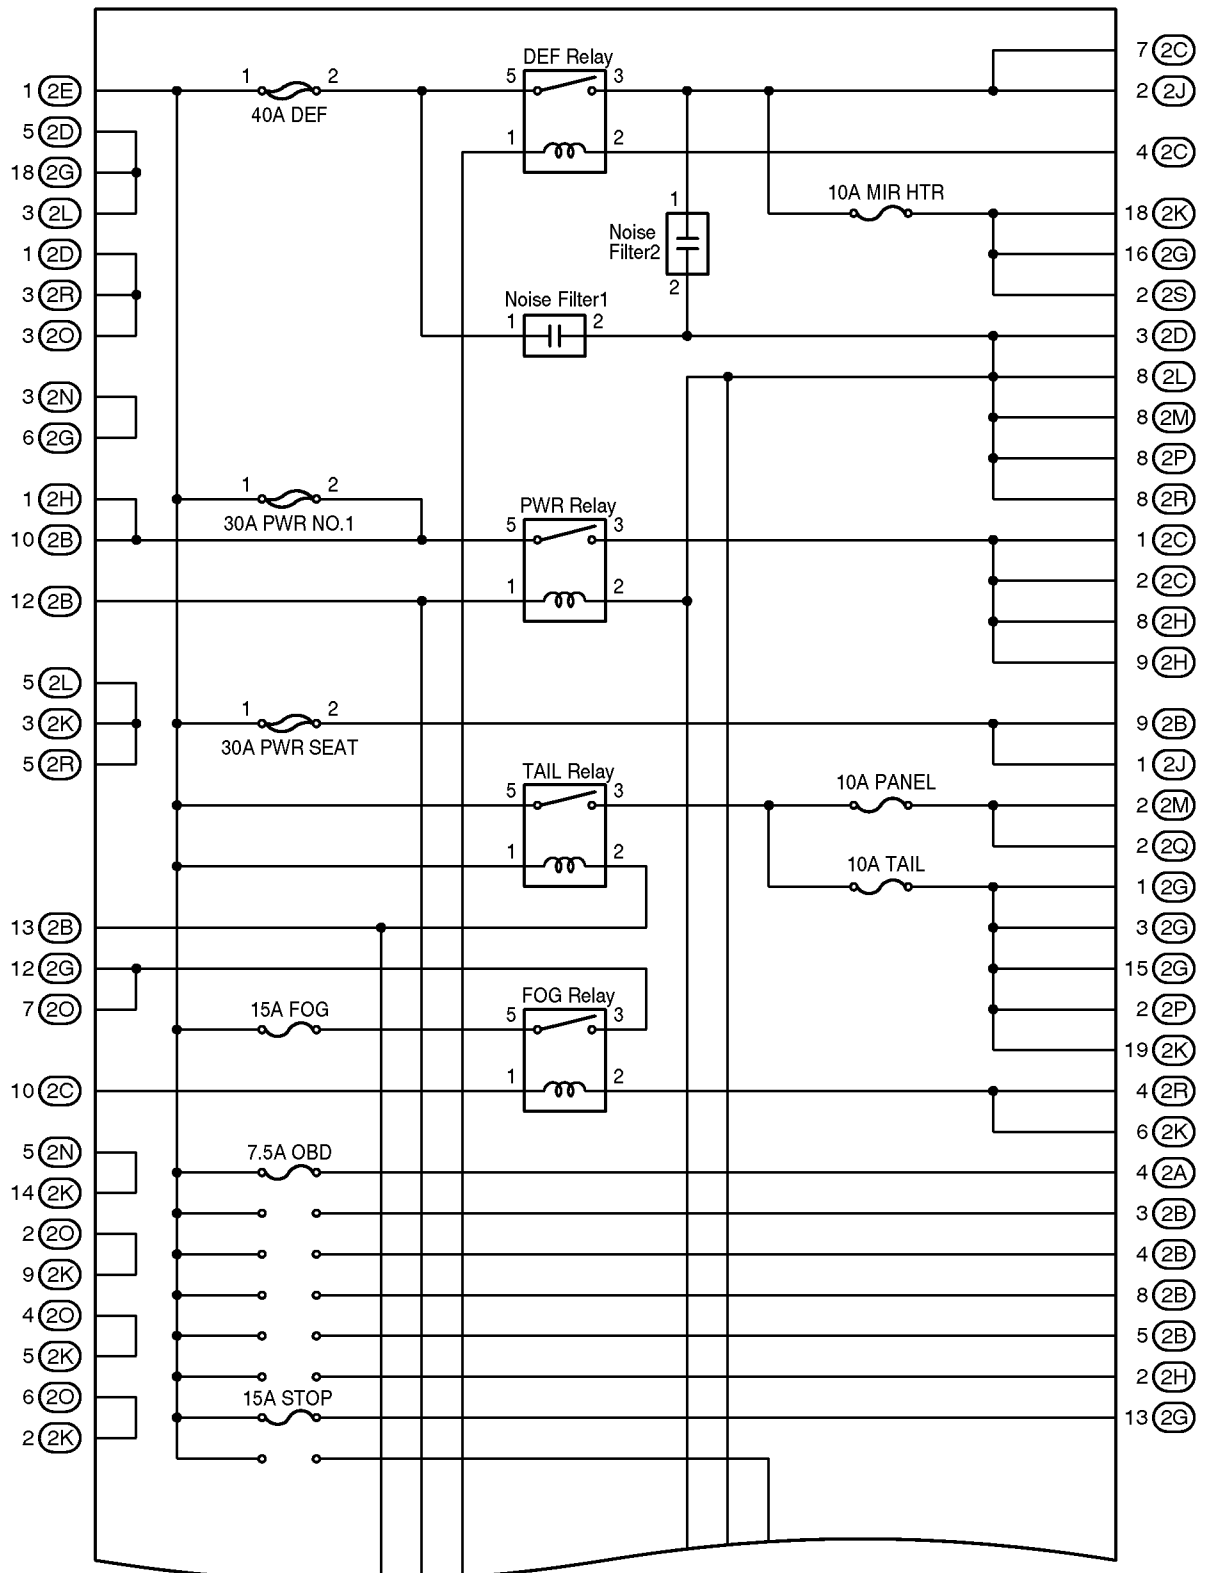 DEF Relay
7 2C
1 2E
1 2
40A DEF
5 3
2 2J
5 2D
1 2
4 2C
18 2G
10A MIR HTR
3 2L
1
Noise
Filter2
2
18 2K
1 2D
16 2G
3 2R
2 2S
Noise Filter1
3 2O
1 2
3 2D
8 2L
3 2N
8 2M
6 2G
8 2P
1 2H
1 2
30A PWR NO.1
8 2R
PWR Relay
10 2B
5 3
1 2C
2 2C
12 2B
1 2
8 2H
9 2H
5 2L
3 2K
1 2
30A PWR SEAT
9 2B
5 2R
1 2J
TAIL Relay
5 3
10A PANEL
2 2M
1 2
2 2Q
10A TAIL
1 2G
13 2B
3 2G
12 2G
15 2G
7 2O
15A FOG
FOG Relay
5 3
2 2P
19 2K
10 2C
1 2
4 2R
6 2K
5 2N
7.5A OBD
4 2A
14 2K
3 2B
2 2O
4 2B
9 2K
8 2B
4 2O
5 2B
5 2K
2 2H
6 2O
15A STOP
13 2G
2 2K